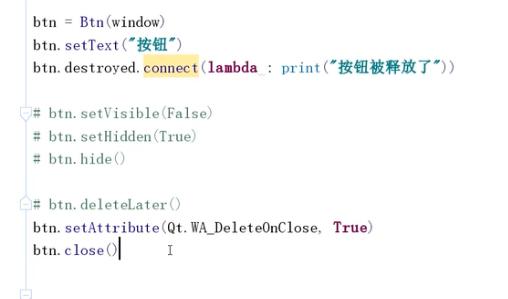 btn = Btn(window)
btn.setText("按钮")
btn.destroyed.connect(lambda : print("按钮被释放了"))
# btn.setVisible(False)
# btn.setHidden(True)
# btn.hide()
# btn.deleteLater()
btn.setAttribute(Qt.WA_DeleteOnClose, True)
btn.close()